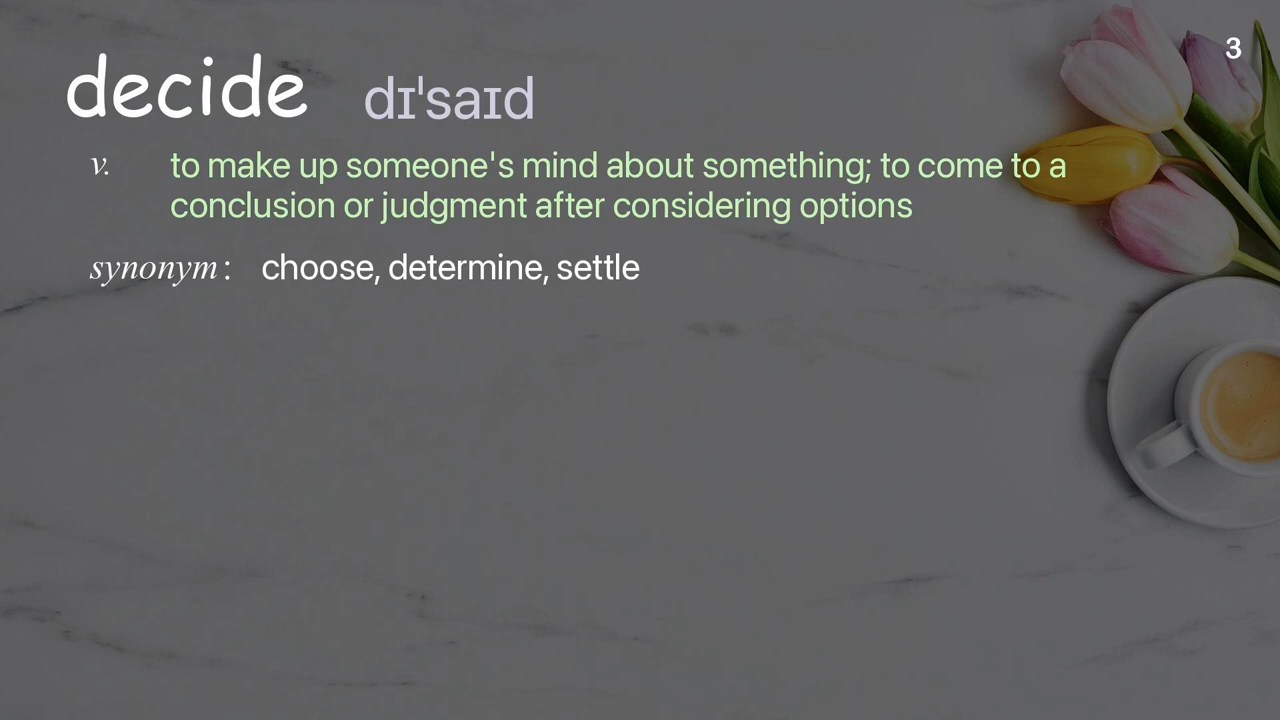 3
decide dɪˈsaɪd
v. to make up someone's mind about something; to come to a
conclusion or judgment after considering options
synonym: choose, determine, settle